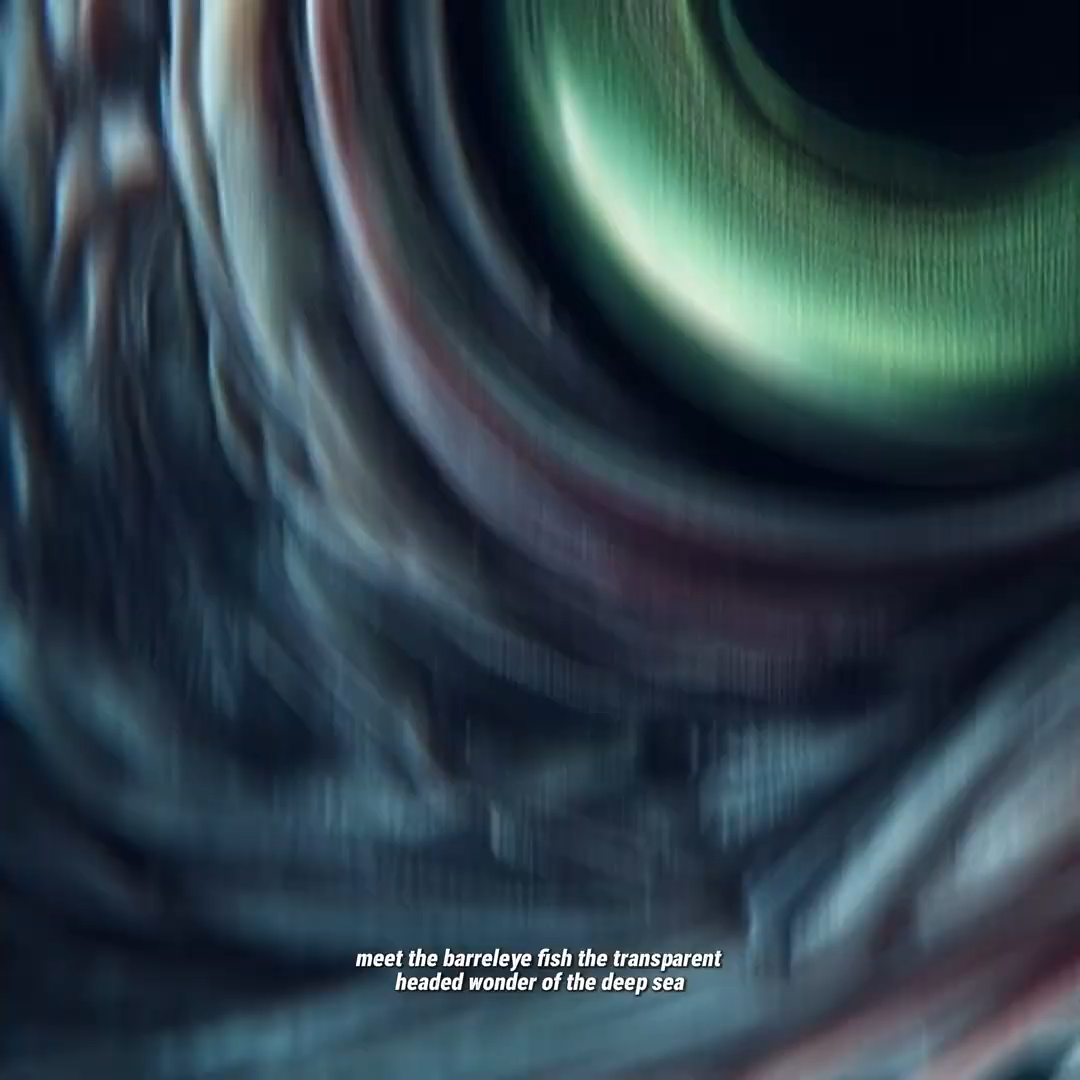 meet the barreleye fish the transparent
headed wonder of the deep sea